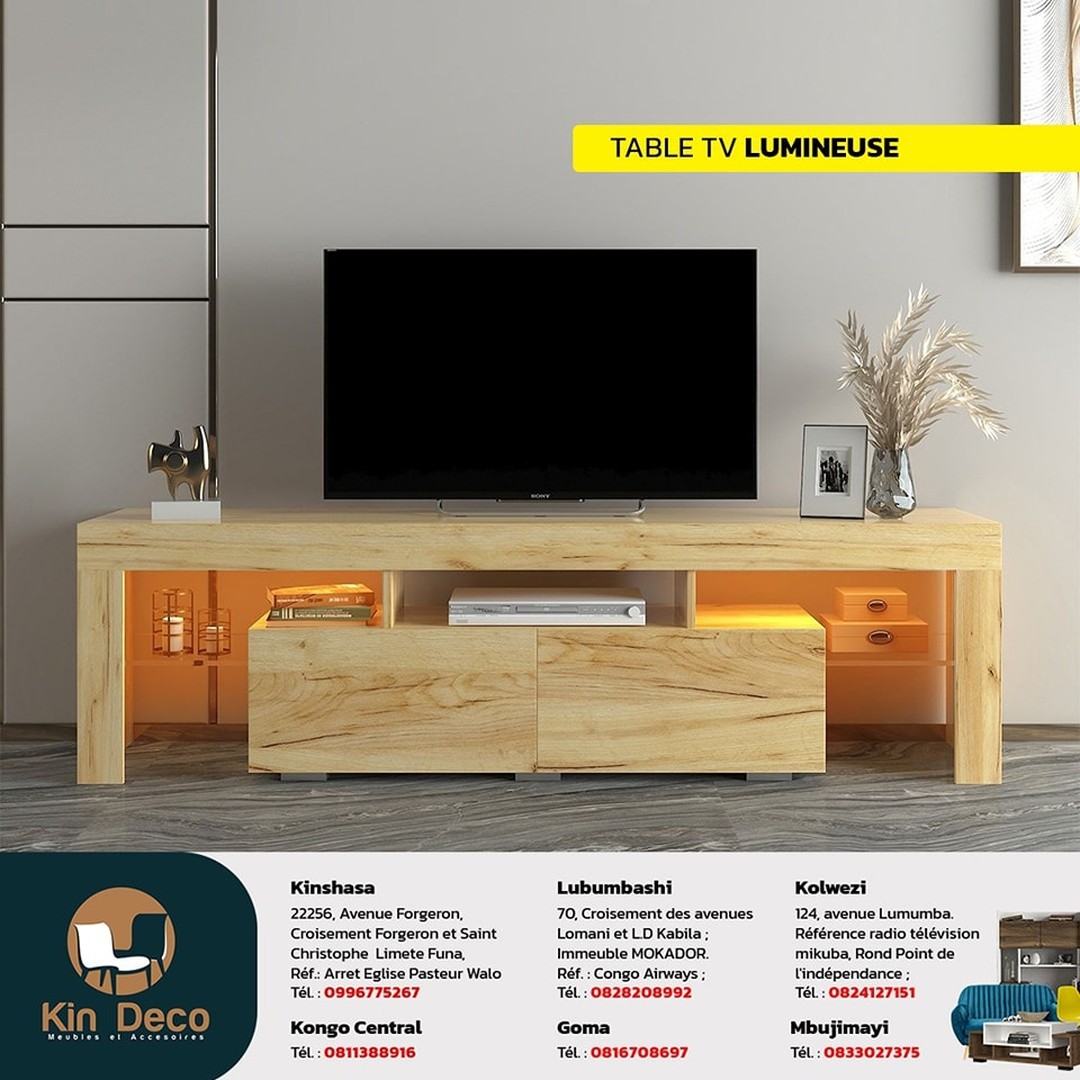 TABLE TV LUMINEUSE
SONY
Kin Deco
Meubles et Accesoires
Kinshasa
22256, Avenue Forgeron,
Croisement Forgeron et Saint
Christophe Limete Funa,
Réf.: Arret Eglise Pasteur Walo
Tél. : 0996775267
Lubumbashi
70, Croisement des avenues
Lomani et L.D Kabila ;
Immeuble MOKADOR.
Réf. : Congo Airways ;
Tél. : 0828208992
Kolwezi
124, avenue Lumumba.
Référence radio télévision
mikuba, Rond Point de
l'indépendance ;
Tél. : 0824127151
Kongo Central
Tél. : 0811388916
Goma
Tél. : 0816708697
Mbujimayi
Tél. : 0833027375